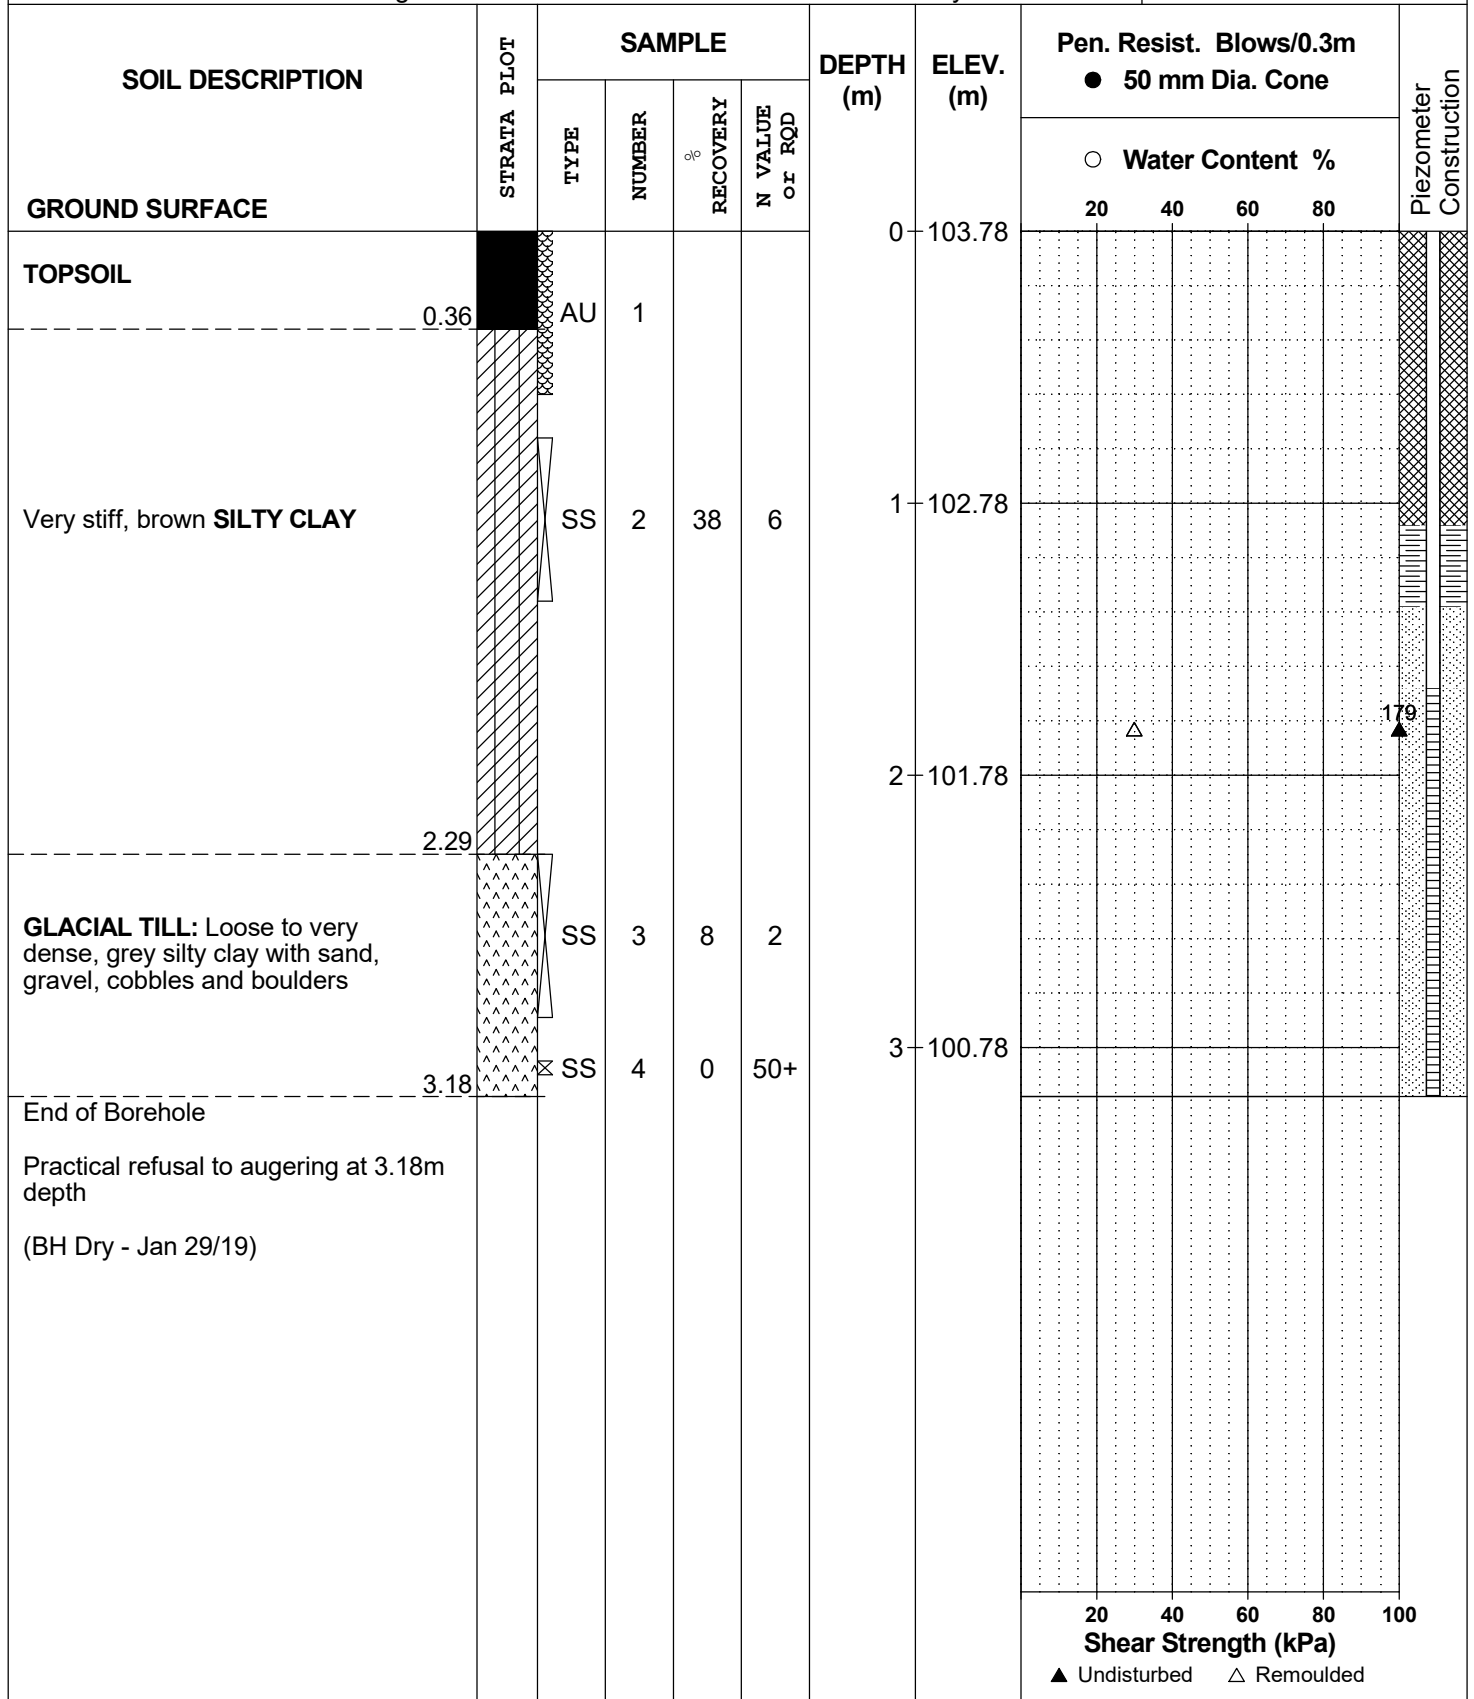 SOIL DESCRIPTION
GROUND SURFACE
STRATA PLOT
SAMPLE
TYPE
NUMBER
% RECOVERY
N VALUE or RQD
DEPTH (m)
ELEV. (m)
Pen. Resist. Blows/0.3m
● 50 mm Dia. Cone
○ Water Content %
20 40 60 80
Piezometer Construction
0 103.78
TOPSOIL
0.36
AU 1
Very stiff, brown SILTY CLAY
SS 2 38 6
1 102.78
179
2 101.78
2.29
GLACIAL TILL: Loose to very
dense, grey silty clay with sand,
gravel, cobbles and boulders
SS 3 8 2
3 100.78
SS 4 0 50+
3.18
End of Borehole
Practical refusal to augering at 3.18m
depth
(BH Dry - Jan 29/19)
20 40 60 80 100
Shear Strength (kPa)
▲ Undisturbed △ Remoulded